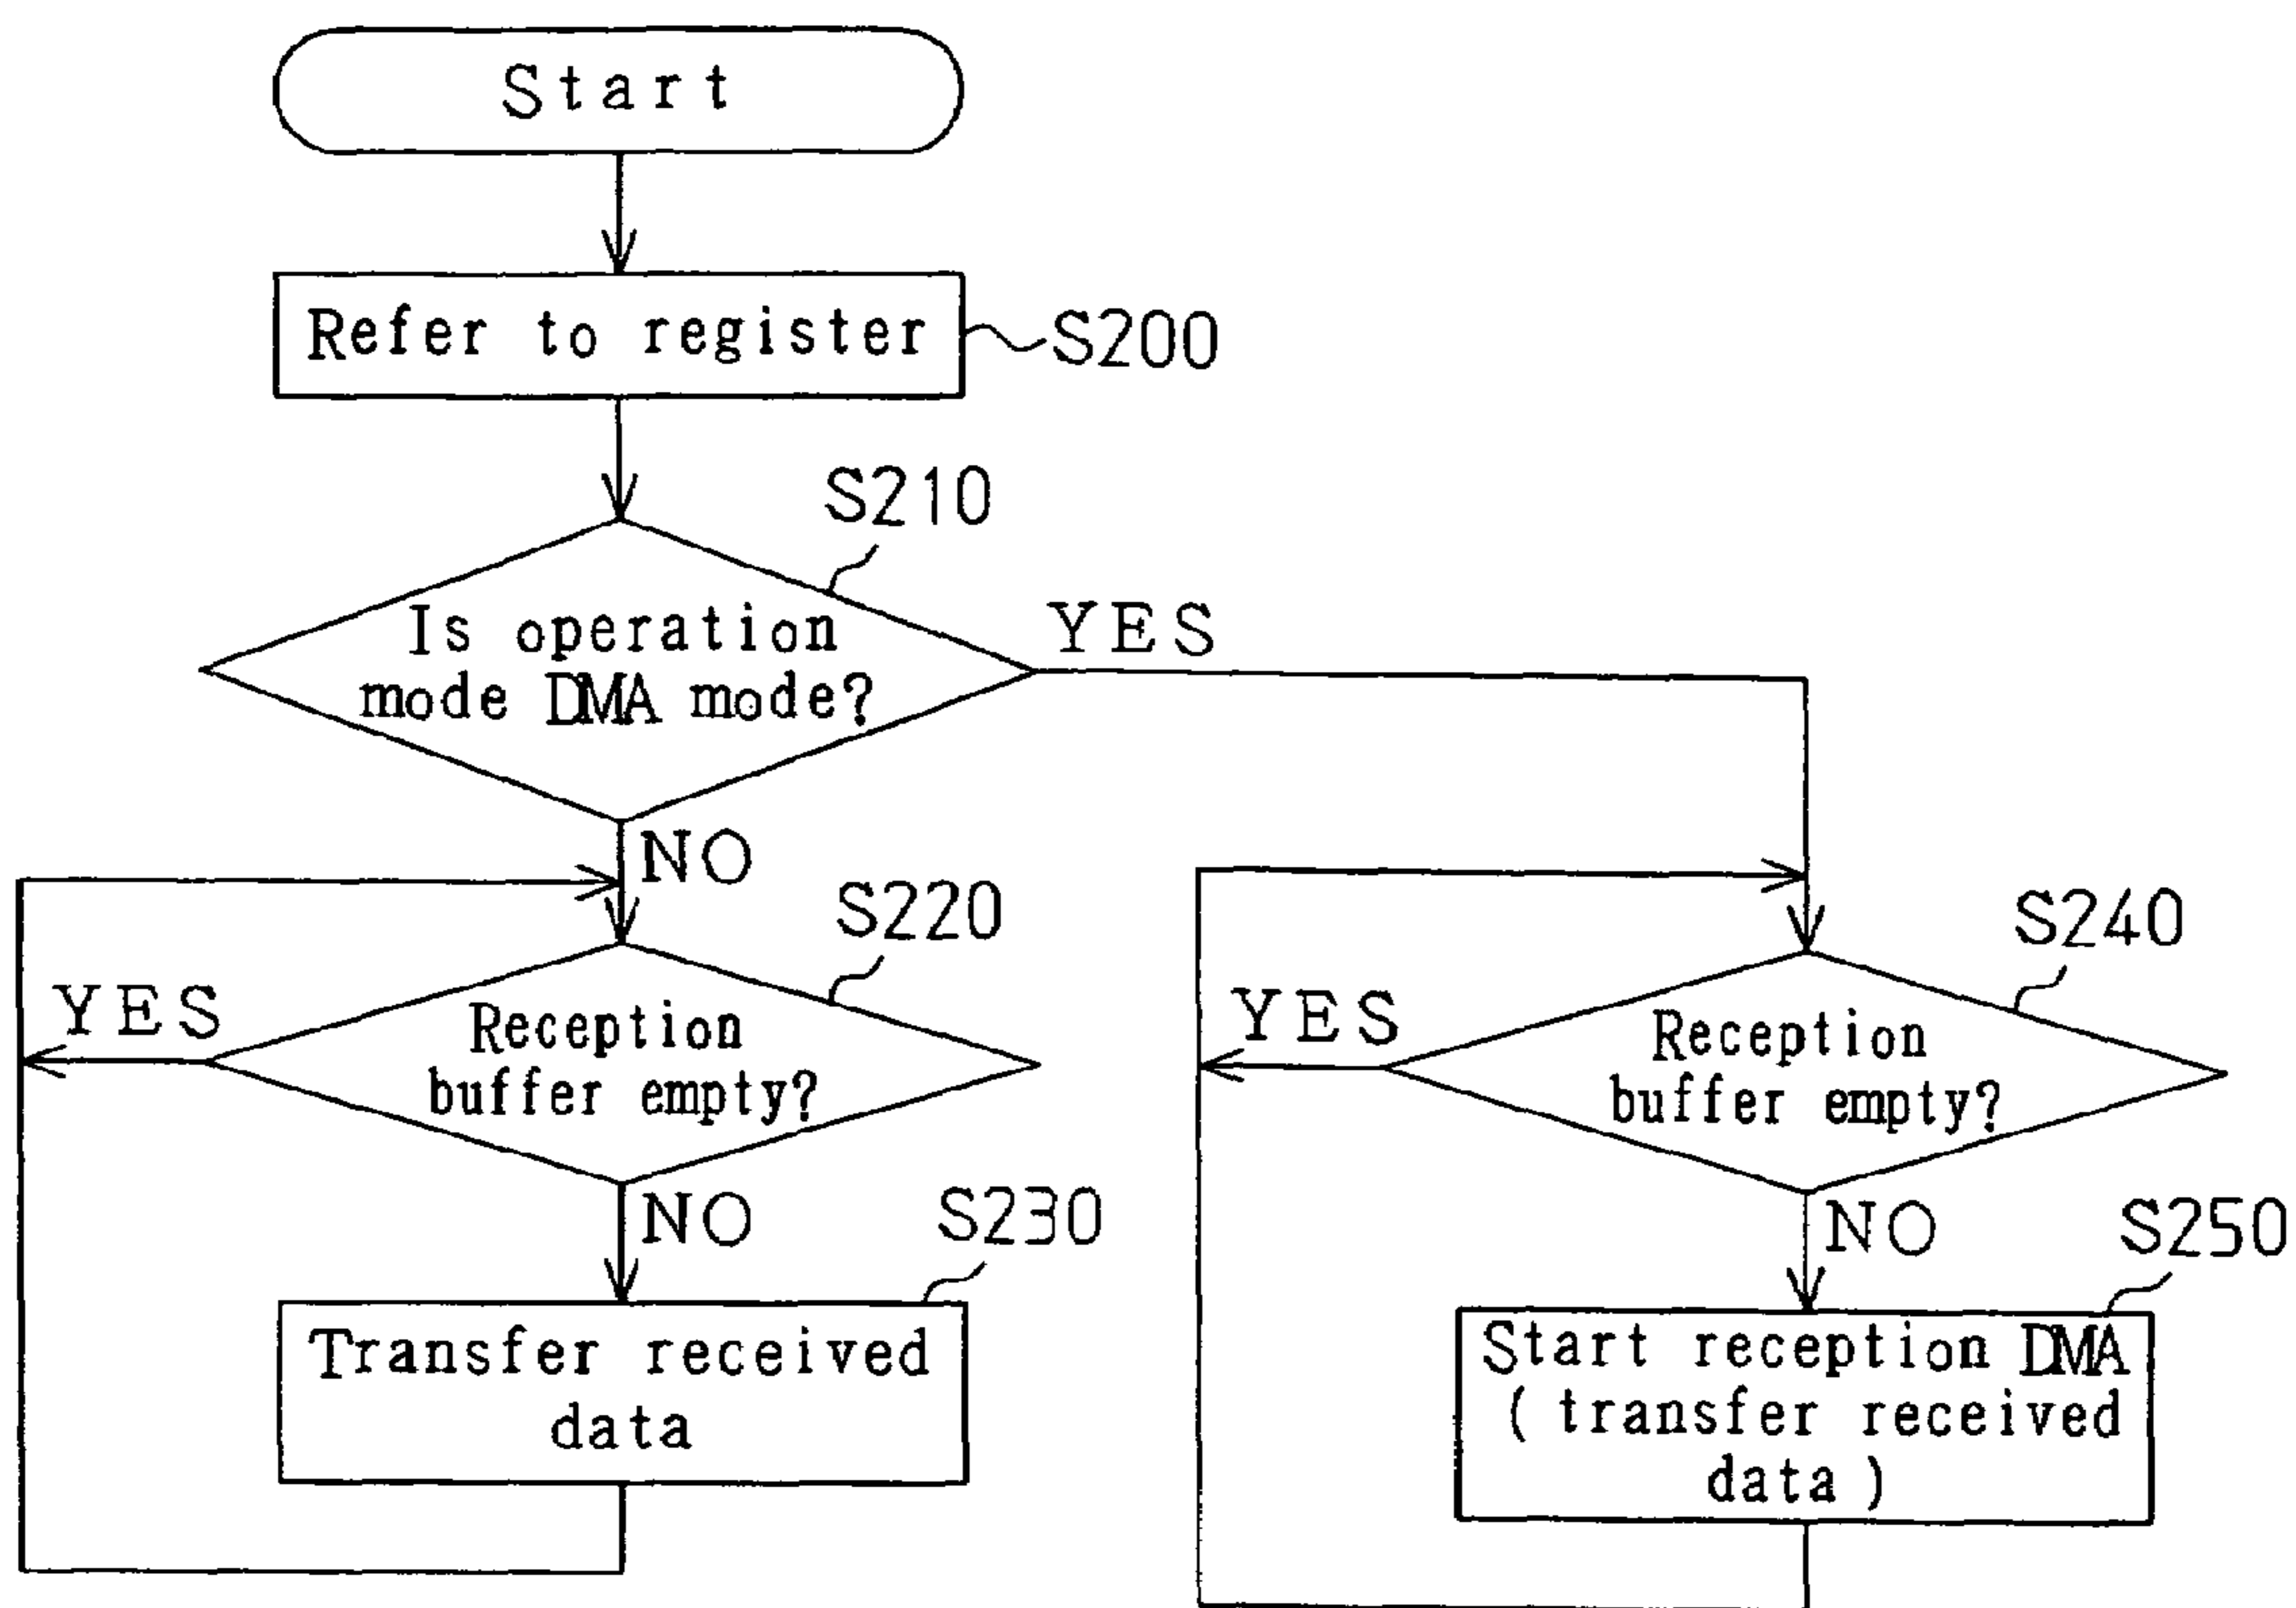 Start
Refer to register
S200
S210
Is operation
mode DMA mode?
YES
NO
S220
Reception
buffer empty?
YES
NO
S230
Transfer received
data
S240
Reception
buffer empty?
YES
NO
S250
Start reception DMA
( transfer received
data )